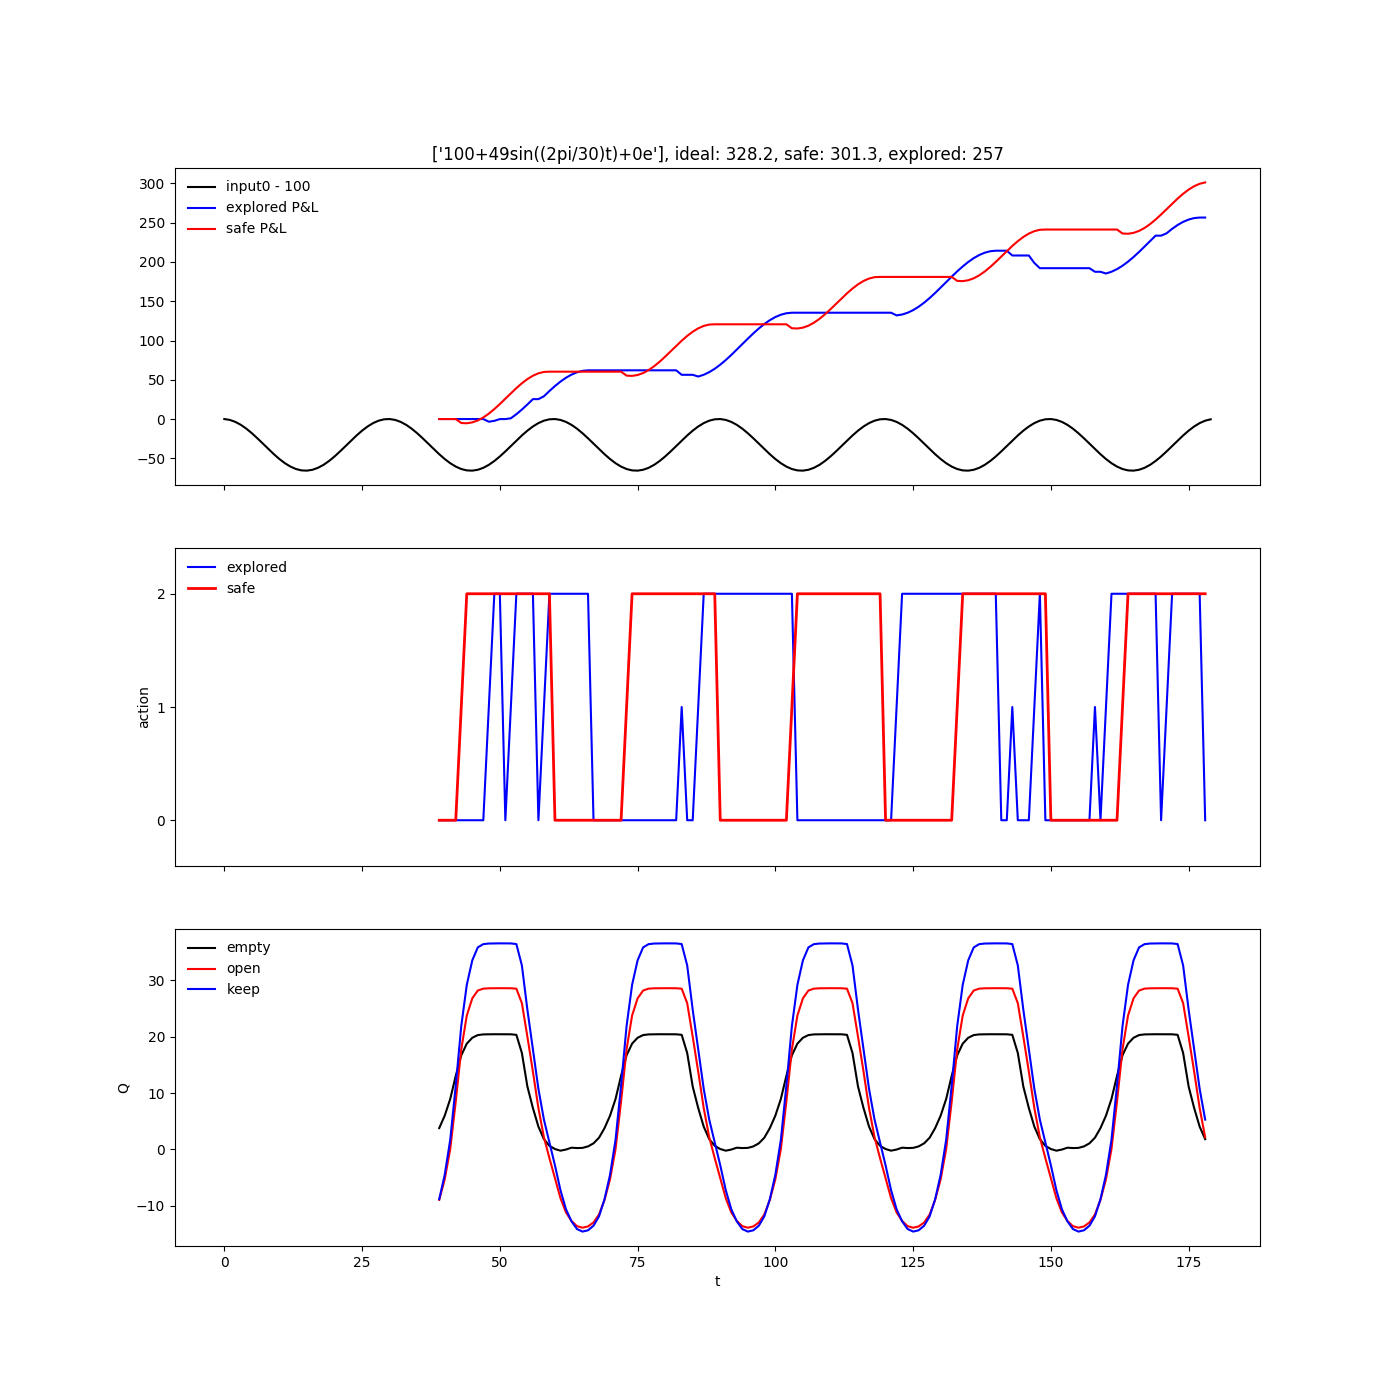 ['100+49sin((2pi/30)t)+0e'], ideal: 328.2, safe: 301.3, explored: 257
300
250
200
150
100
50
0
−50
input0 - 100
explored P&L
safe P&L
2
1
0
action
explored
safe
30
20
10
0
−10
Q
empty
open
keep
0 25 50 75 100 125 150 175
t